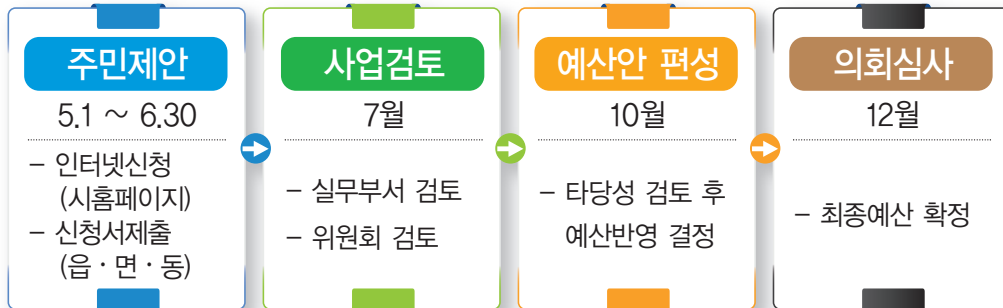 주민제안
5.1 ~ 6.30
- 인터넷신청
(시홈페이지)
- 신청서제출
(읍·면·동)
사업검토
7월
- 실무부서 검토
- 위원회 검토
예산안 편성
10월
- 타당성 검토 후
예산반영 결정
의회심사
12월
- 최종예산 확정